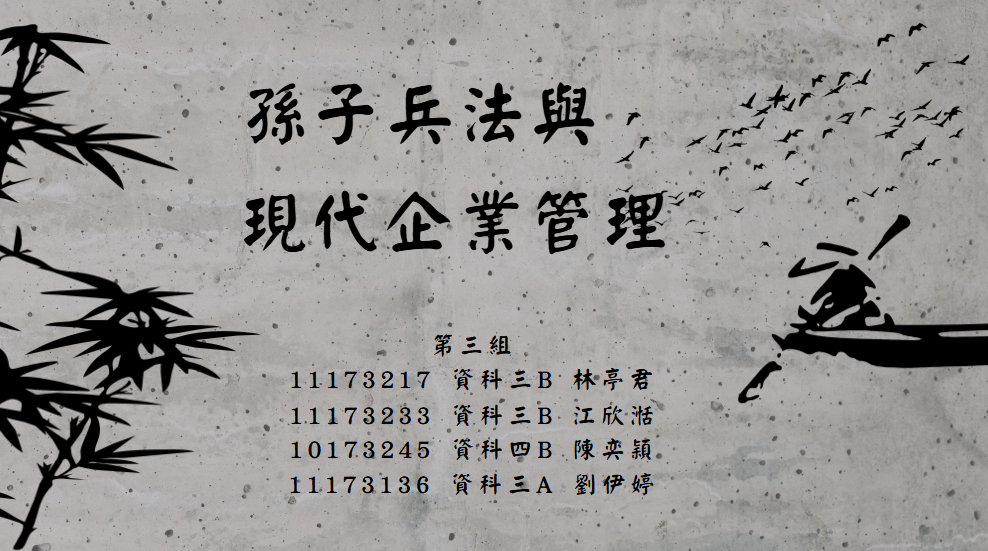 孫子兵法與
現代企業管理
第三組
11173217 資科三B 林亭君
11173233 資科三B 江欣湉
10173245 資科四B 陳奕穎
11173136 資科三A 劉伊婷